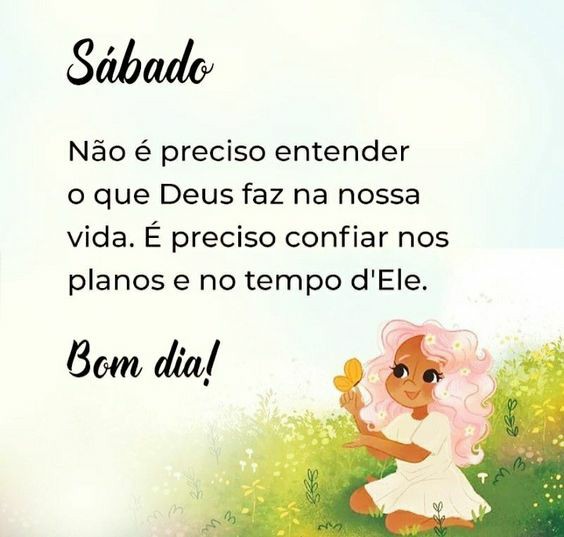 Sábado
Não é preciso entender
o que Deus faz na nossa
vida. É preciso confiar nos
planos e no tempo d'Ele.
Bom dia!